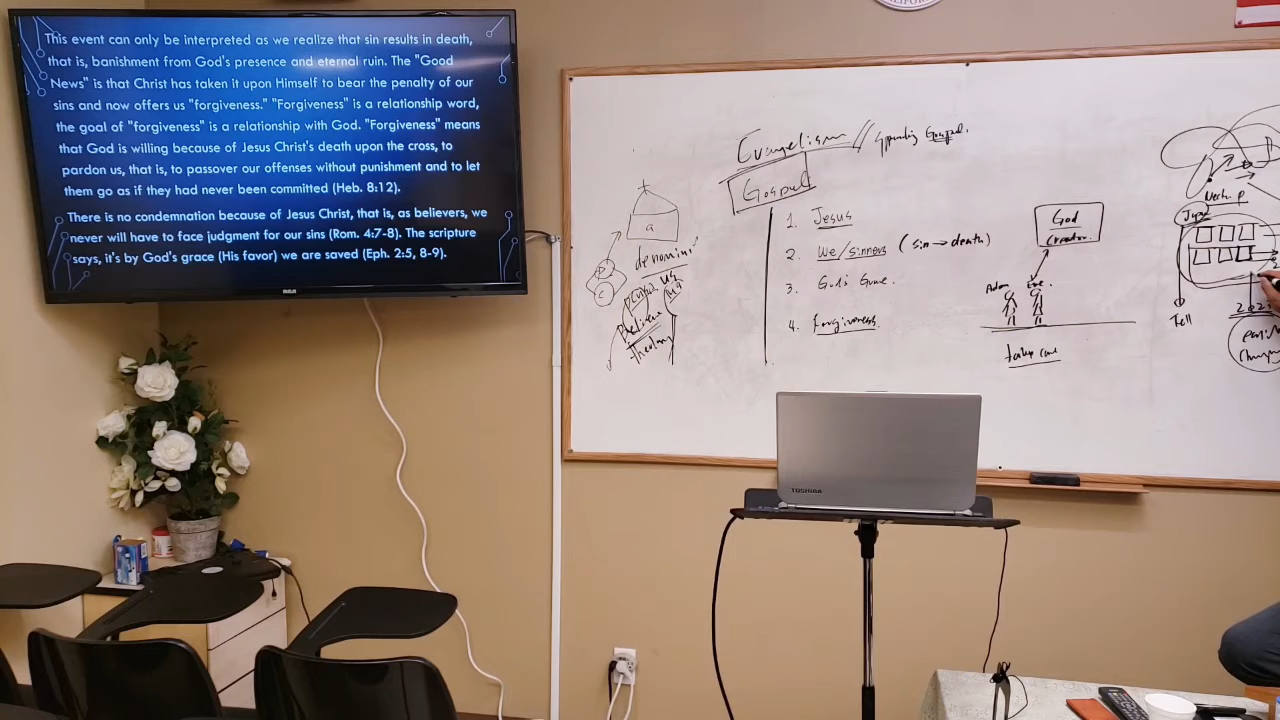 This event can only be interpreted as we realize that sin results in death,
that is, banishment from God's presence and eternal ruin. The "Good
News" is that Christ has taken it upon Himself to bear the penalty of our
sins and now offers us "forgiveness." "Forgiveness" is a relationship word,
the goal of "forgiveness" is a relationship with God. "Forgiveness" means
that God is willing because of Jesus Christ's death upon the cross, to
pardon us, that is, to passover our offenses without punishment and to let
them go as if they had never been committed (Heb. 8:12).
There is no condemnation because of Jesus Christ, that is, as believers, we
never will have to face judgment for our sins (Rom. 4:7-8). The scripture
says, it's by God's grace (His favor) we are saved (Eph. 2:5, 8-9).
RCA
Evangelism // Gospel.
Gospel
1. Jesus
2. We/sinners (sin → death)
3. God's
4. Forgiveness.
a
theology
God
Creator
Adam Eve
take care
Hell
TOSHIBA